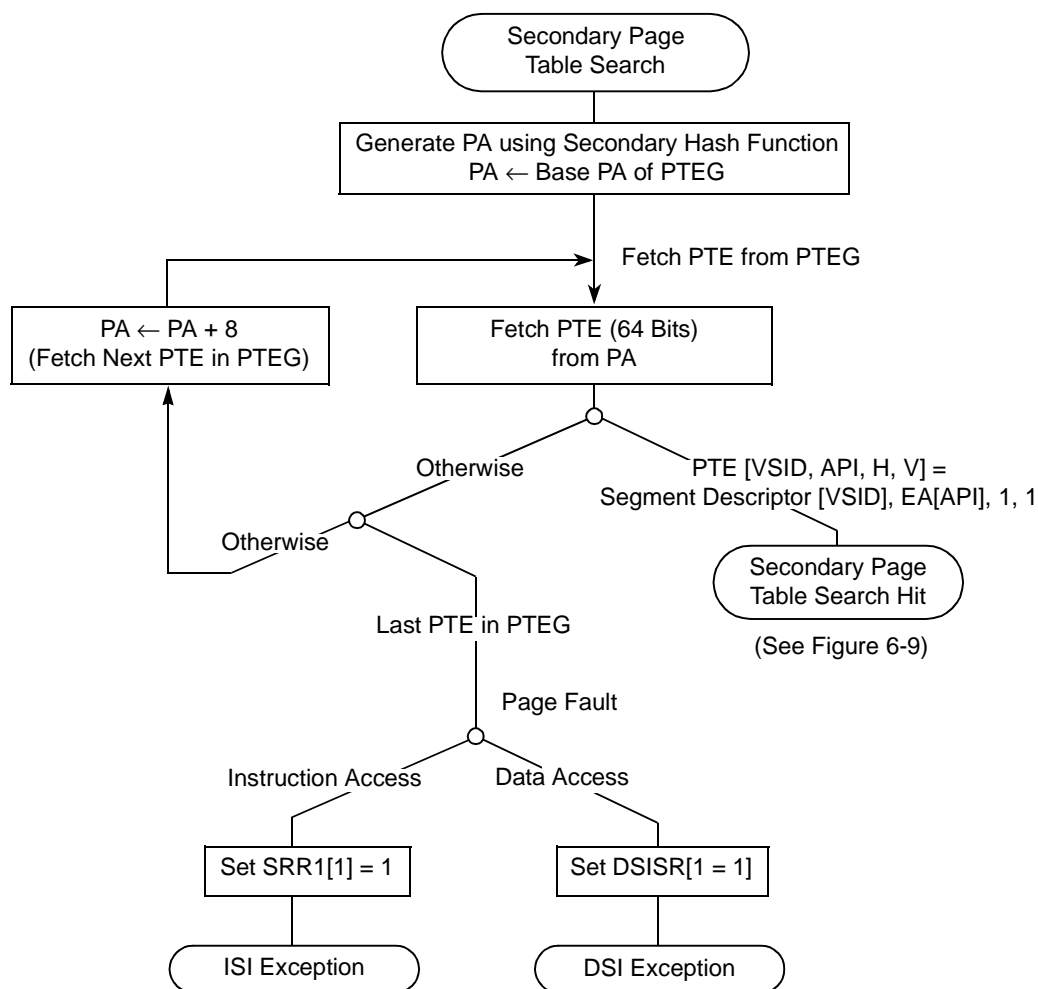 Secondary Page
Table Search
Generate PA using Secondary Hash Function
PA ← Base PA of PTEG
Fetch PTE from PTEG
PA ← PA + 8
(Fetch Next PTE in PTEG)
Fetch PTE (64 Bits)
from PA
Otherwise
PTE [VSID, API, H, V] =
Segment Descriptor [VSID], EA[API], 1, 1
Otherwise
Secondary Page
Table Search Hit
(See Figure 6-9)
Last PTE in PTEG
Page Fault
Instruction Access
Data Access
Set SRR1[1] = 1
Set DSISR[1 = 1]
ISI Exception
DSI Exception